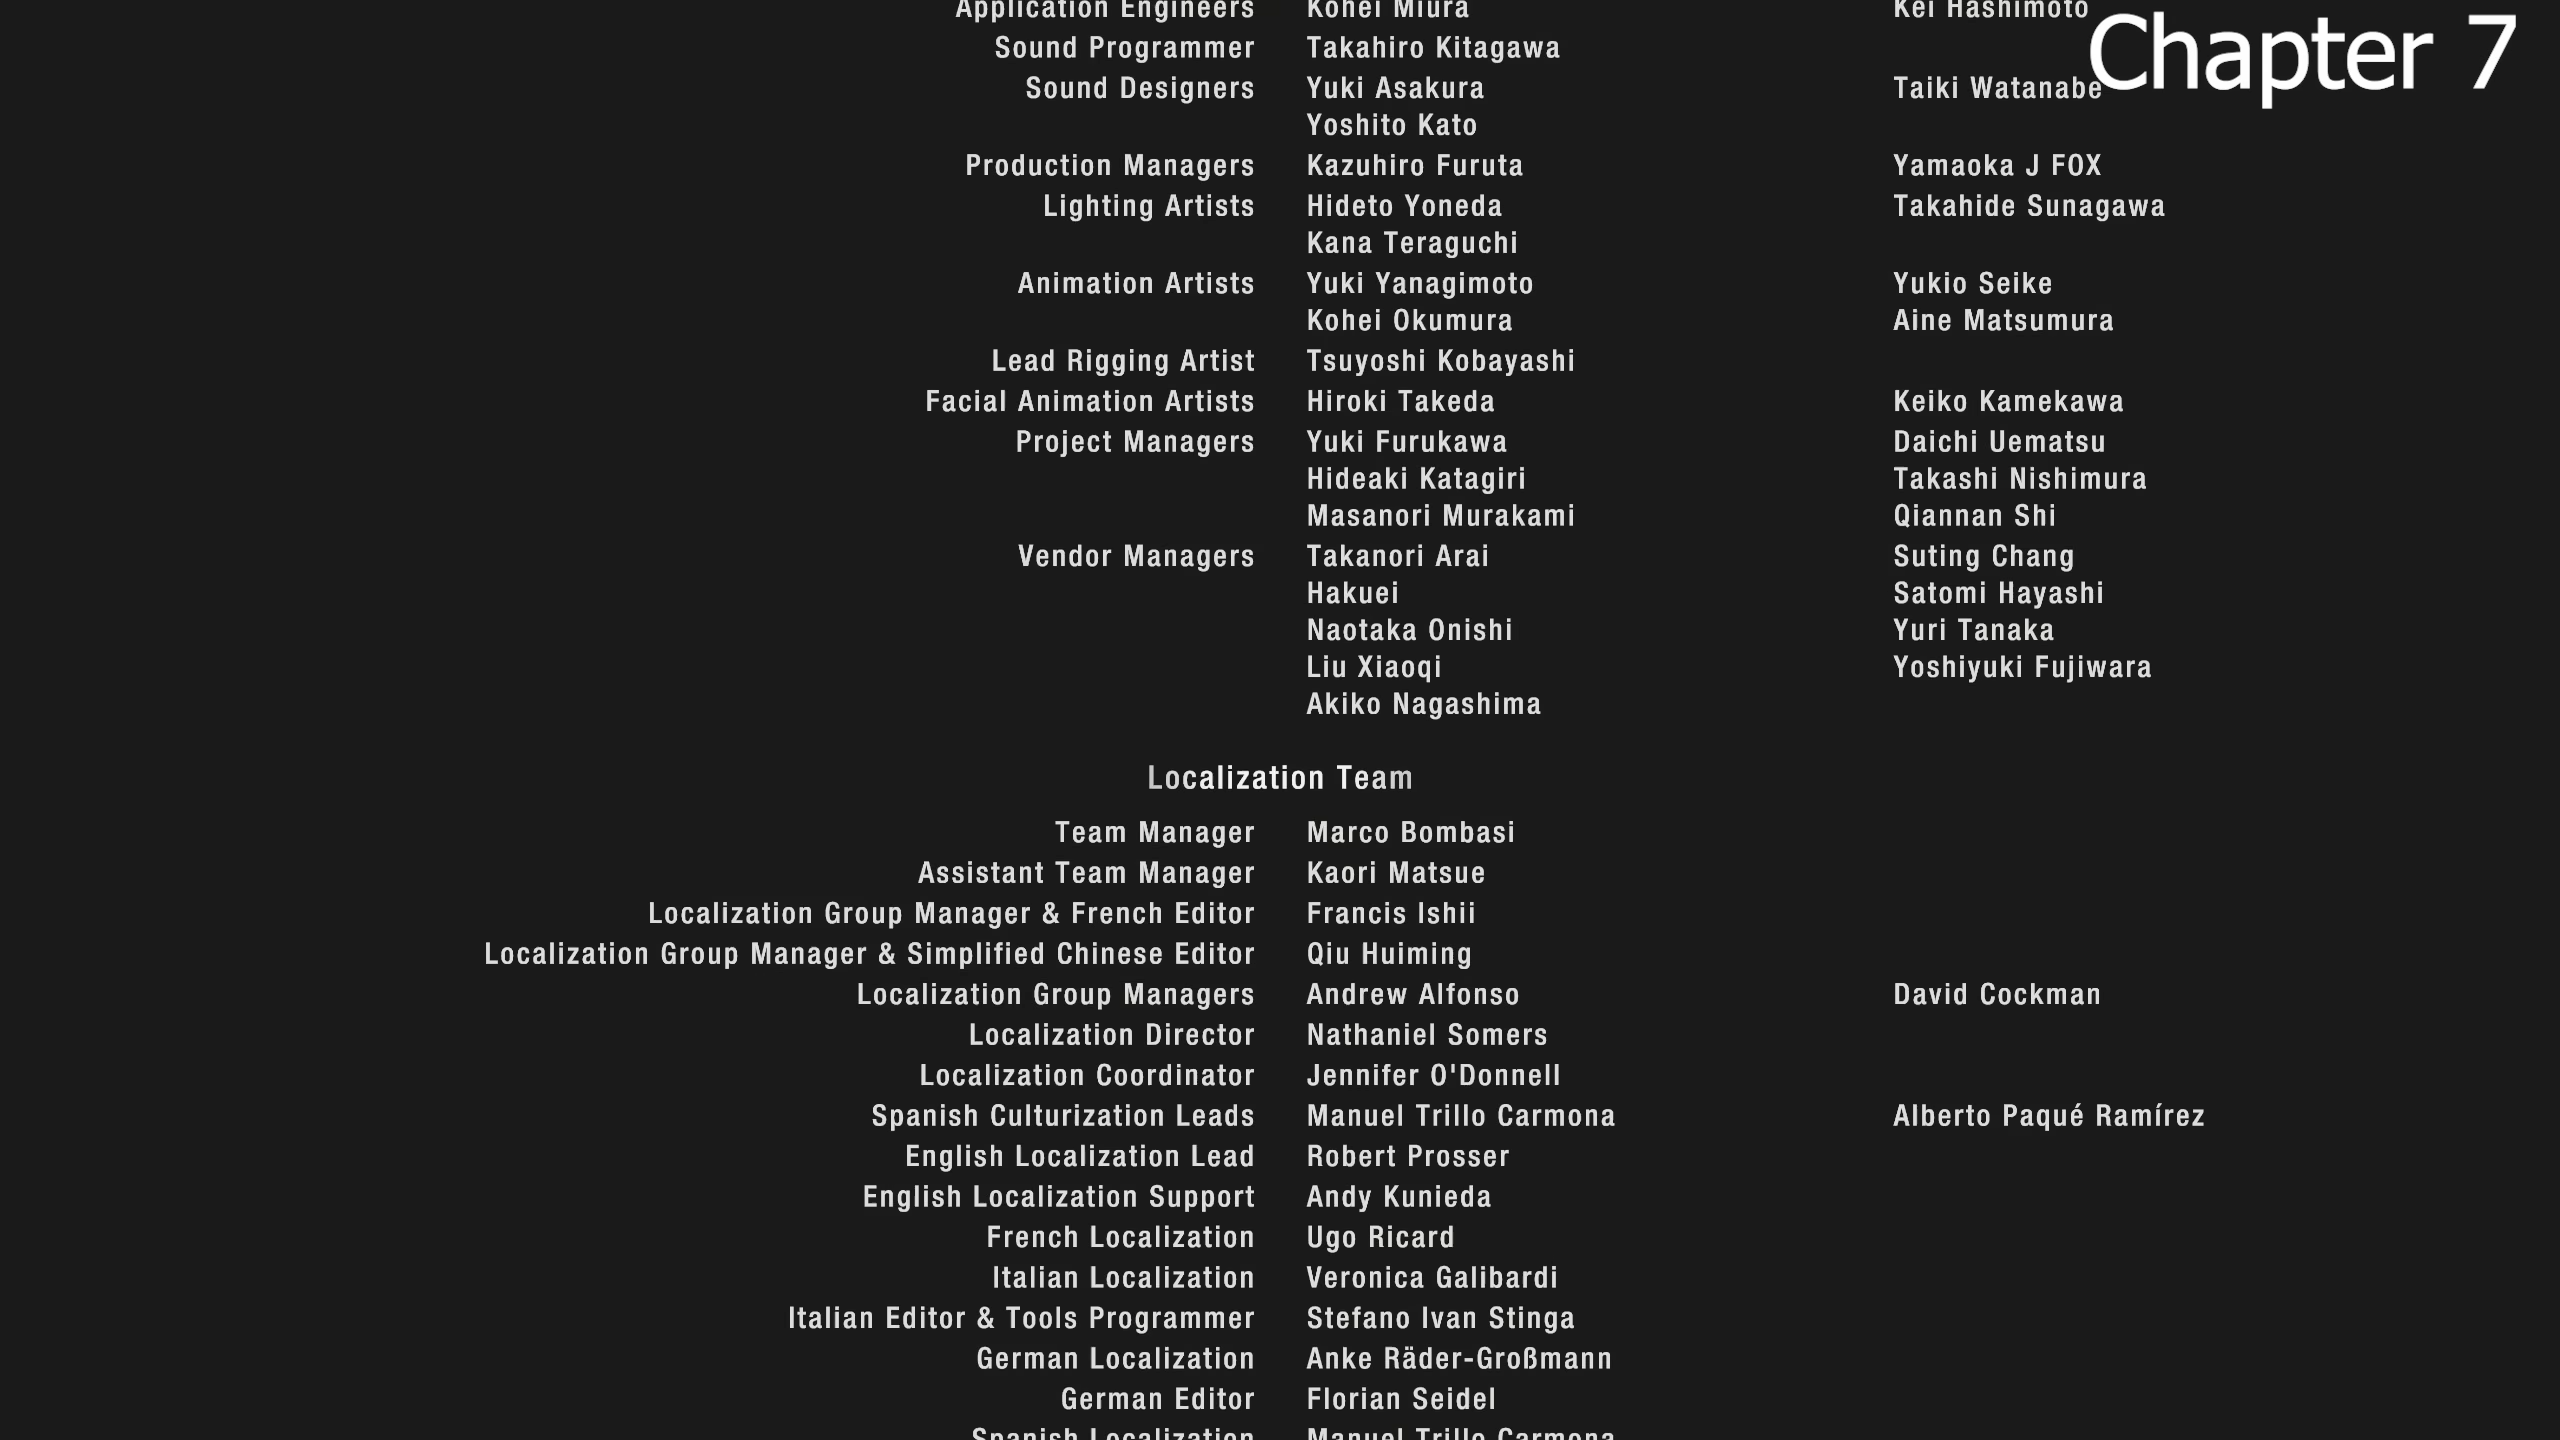 Application Engineers Kohei Miura Kei Hashimoto
Chapter 7
Sound Programmer Takahiro Kitagawa
Sound Designers Yuki Asakura Taiki Watanabe
Yoshito Kato
Production Managers Kazuhiro Furuta Yamaoka J FOX
Lighting Artists Hideto Yoneda Takahide Sunagawa
Kana Teraguchi
Animation Artists Yuki Yanagimoto Yukio Seike
Kohei Okumura Aine Matsumura
Lead Rigging Artist Tsuyoshi Kobayashi
Facial Animation Artists Hiroki Takeda Keiko Kamekawa
Project Managers Yuki Furukawa Daichi Uematsu
Hideaki Katagiri Takashi Nishimura
Masanori Murakami Qiannan Shi
Vendor Managers Takanori Arai Suting Chang
Hakuei Satomi Hayashi
Naotaka Onishi Yuri Tanaka
Liu Xiaoqi Yoshiyuki Fujiwara
Akiko Nagashima
Localization Team
Team Manager Marco Bombasi
Assistant Team Manager Kaori Matsue
Localization Group Manager & French Editor Francis Ishii
Localization Group Manager & Simplified Chinese Editor Qiu Huiming
Localization Group Managers Andrew Alfonso David Cockman
Localization Director Nathaniel Somers
Localization Coordinator Jennifer O'Donnell
Spanish Culturization Leads Manuel Trillo Carmona Alberto Paqué Ramírez
English Localization Lead Robert Prosser
English Localization Support Andy Kunieda
French Localization Ugo Ricard
Italian Localization Veronica Galibardi
Italian Editor & Tools Programmer Stefano Ivan Stinga
German Localization Anke Räder-Großmann
German Editor Florian Seidel
Spanish Localization Manuel Trillo Carmona